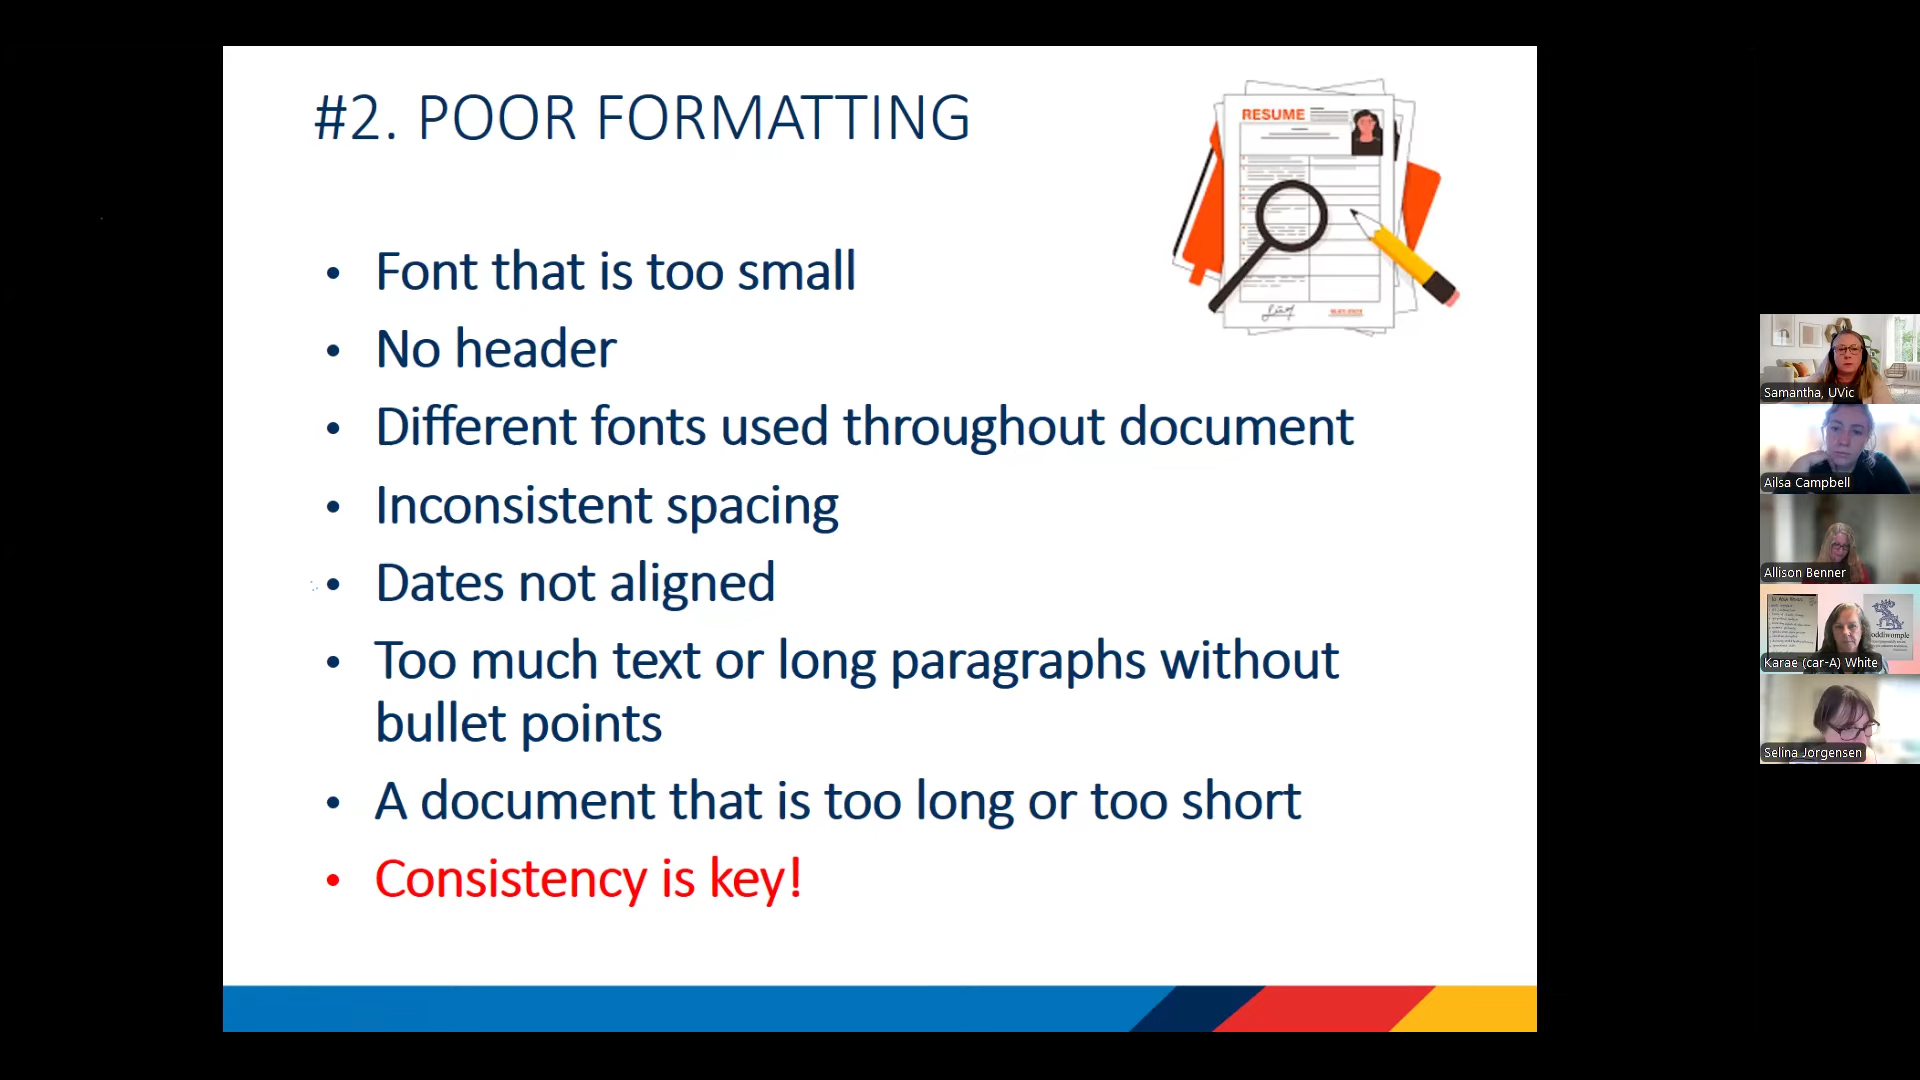 #2. POOR FORMATTING
RESUME
• Font that is too small
• No header
• Different fonts used throughout document
• Inconsistent spacing
• Dates not aligned
• Too much text or long paragraphs without
bullet points
• A document that is too long or too short
• Consistency is key!
Samantha, UVic
Ailsa Campbell
Allison Benner
oddiwomple
Karae (car-A) White
Selina Jorgensen